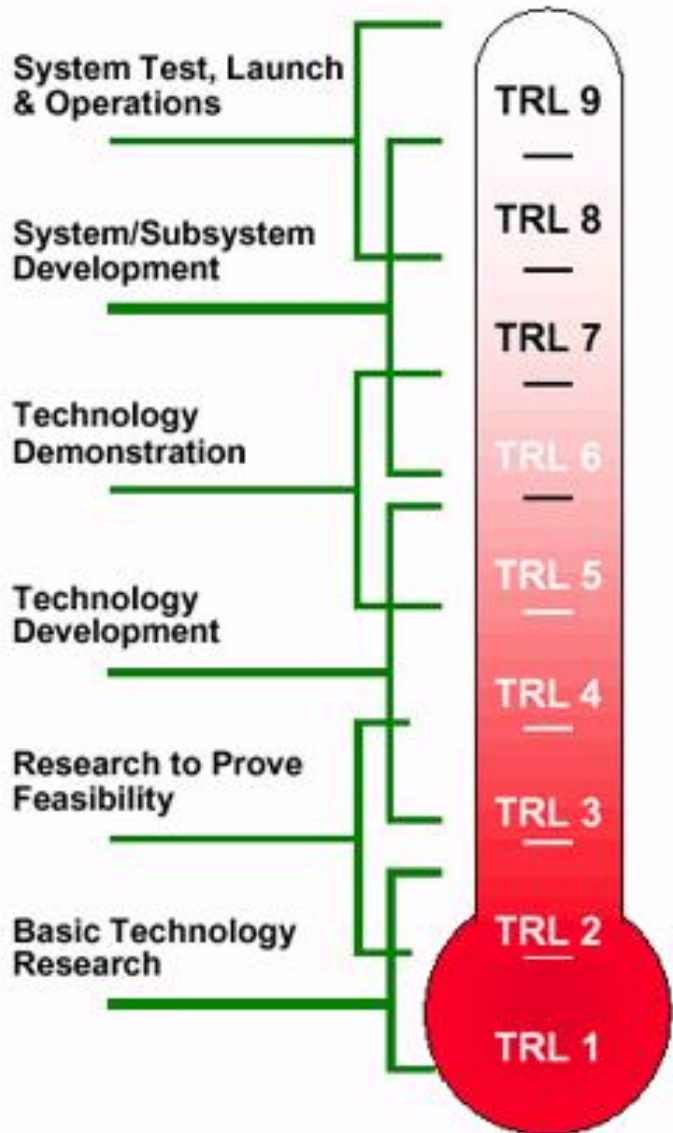 System Test, Launch
& Operations
System/Subsystem
Development
Technology
Demonstration
Technology
Development
Research to Prove
Feasibility
Basic Technology
Research
TRL 9
TRL 8
TRL 7
TRL 6
TRL 5
TRL 4
TRL 3
TRL 2
TRL 1